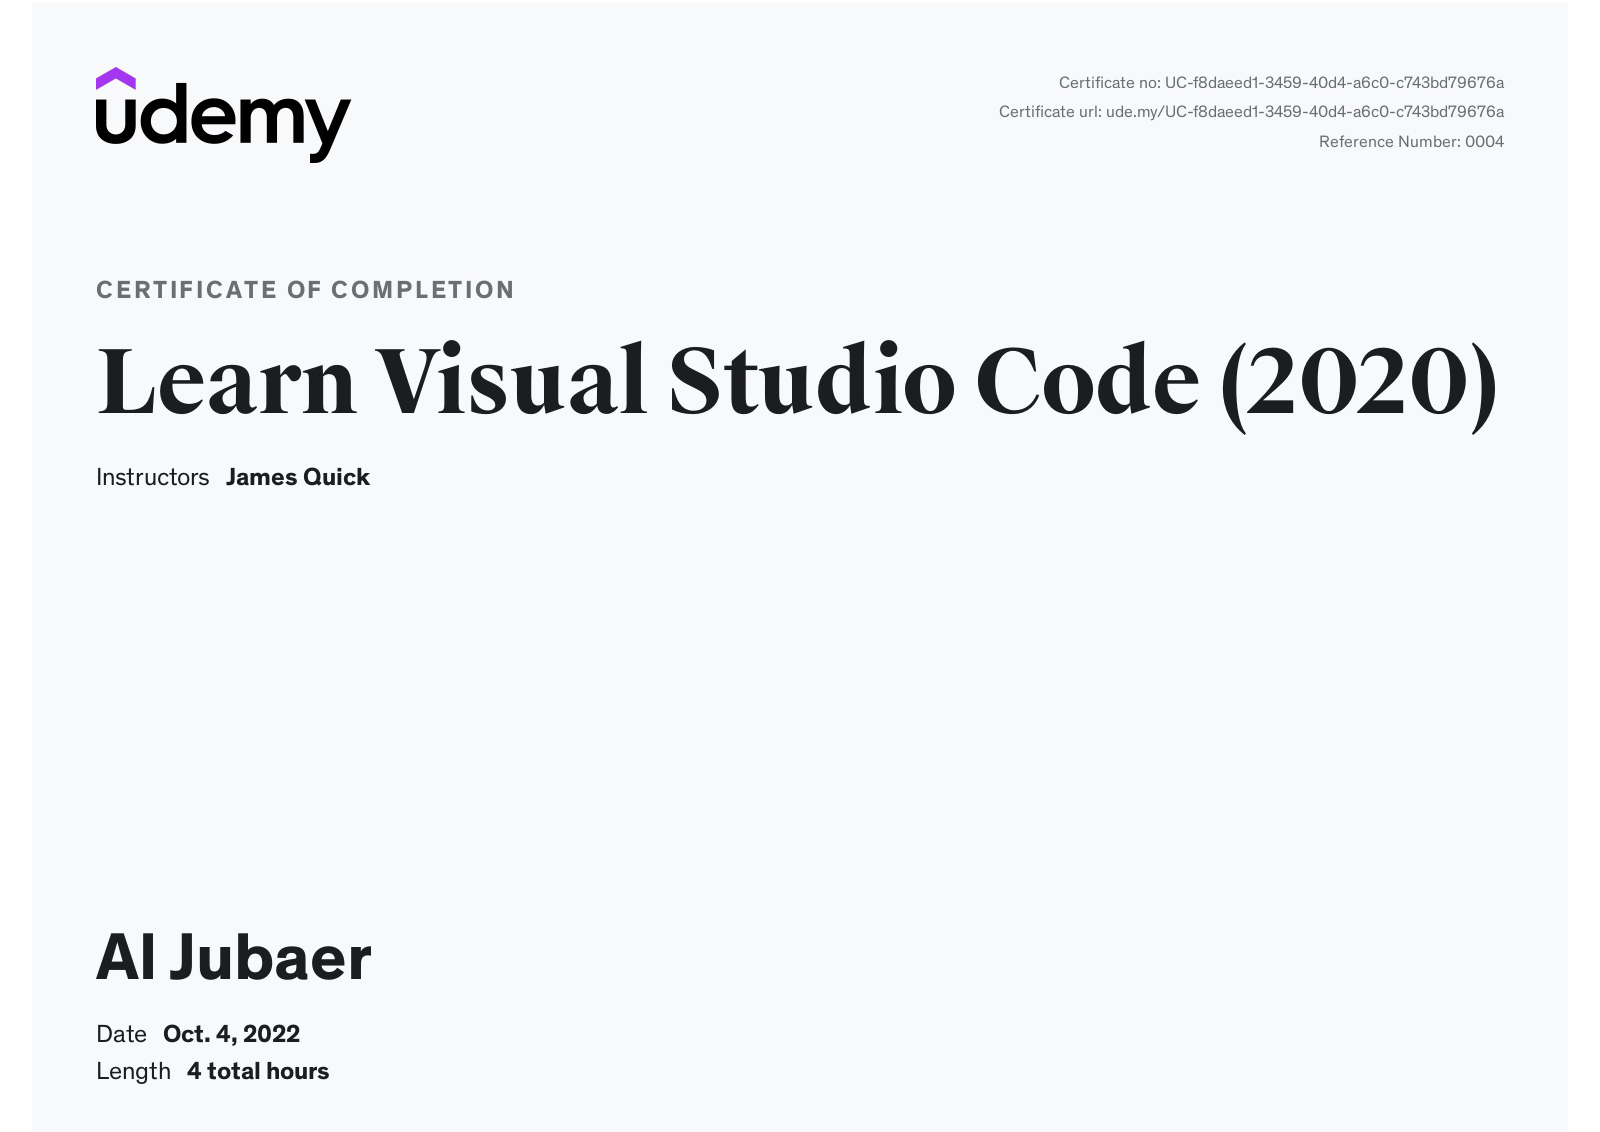 udemy
Certificate no: UC-f8daeed1-3459-40d4-a6c0-c743bd79676a
Certificate url: ude.my/UC-f8daeed1-3459-40d4-a6c0-c743bd79676a
Reference Number: 0004
CERTIFICATE OF COMPLETION
Learn Visual Studio Code (2020)
Instructors James Quick
Al Jubaer
Date Oct. 4, 2022
Length 4 total hours